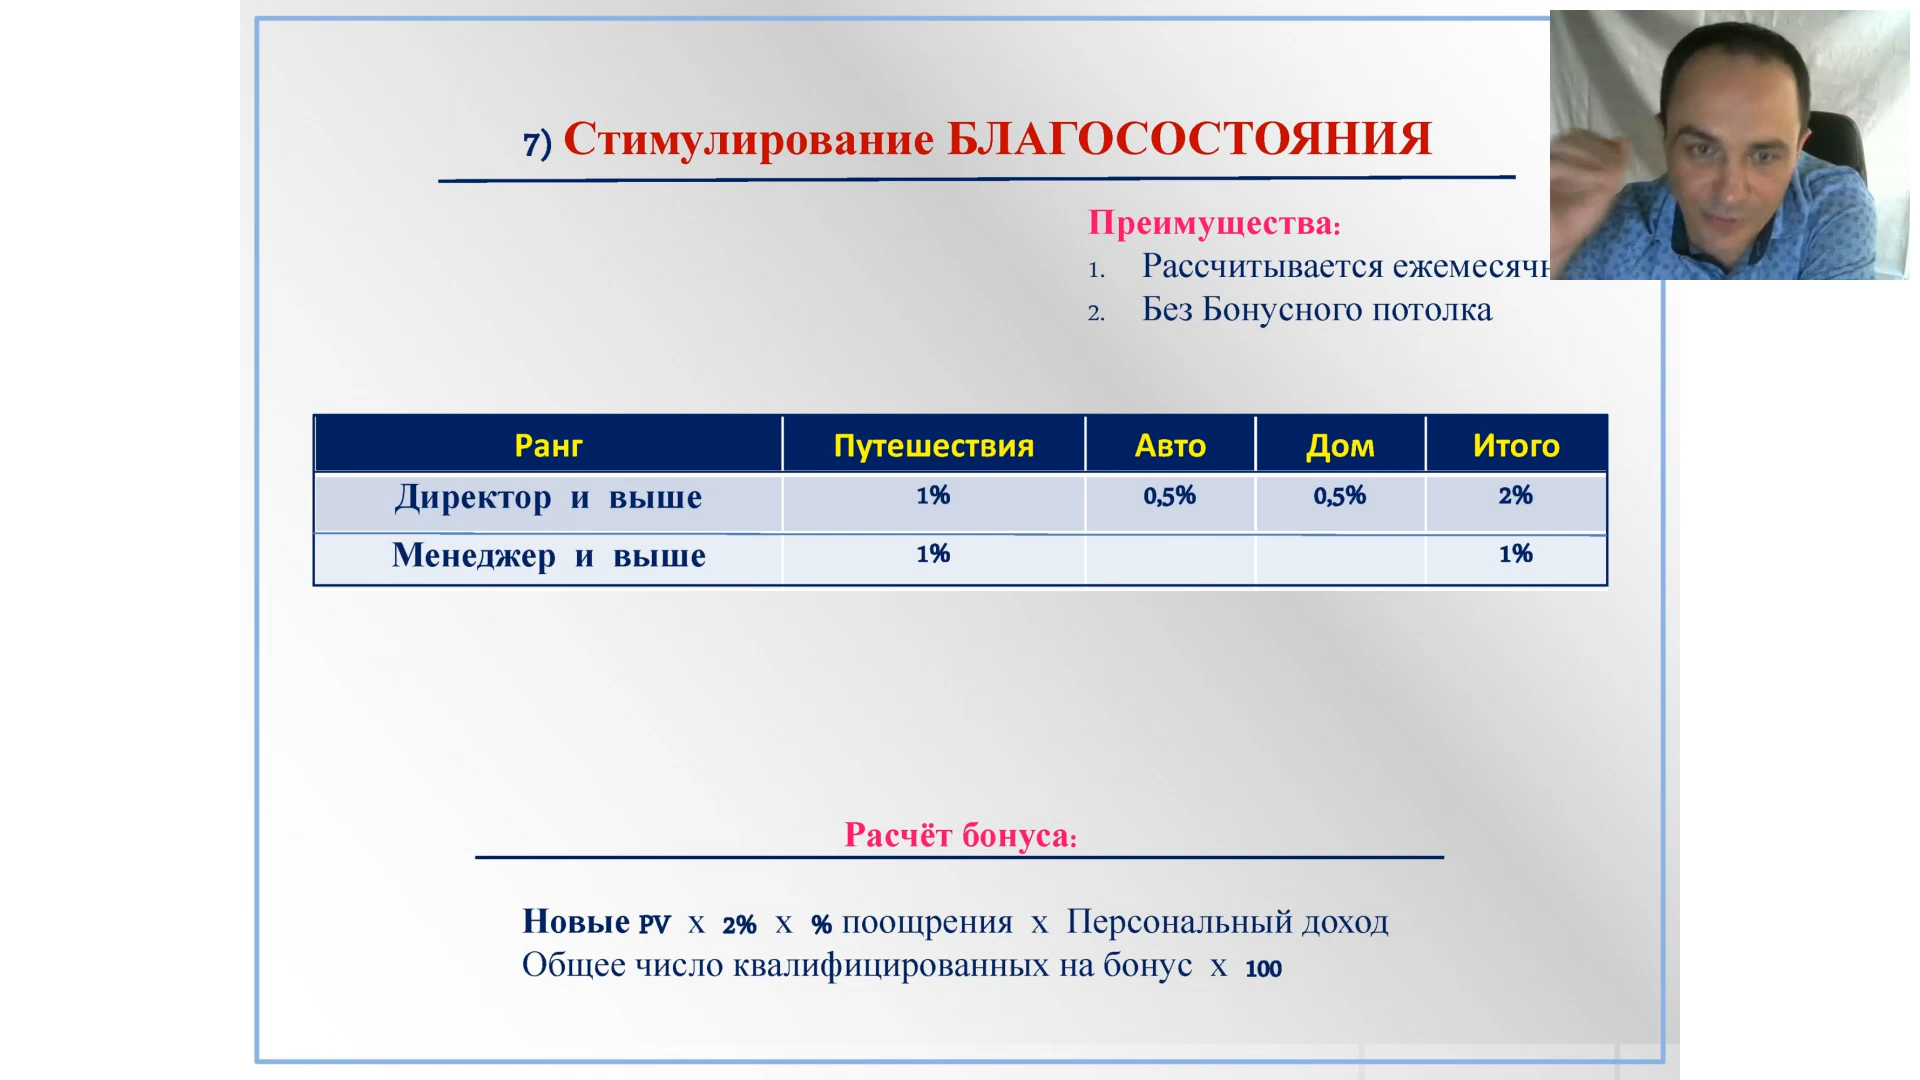 7) Стимулирование БЛАГОСОСТОЯНИЯ
Преимущества:
1. Рассчитывается
2. Без Бонусного потолка
Ранг Путешествия Авто Дом Итого
Директор и выше 1% 0,5% 0,5% 2%
Менеджер и выше 1% 1%
Расчёт бонуса:
Новые PV x 2% x % поощрения x Персональный доход
Общее число квалифицированных на бонус x 100